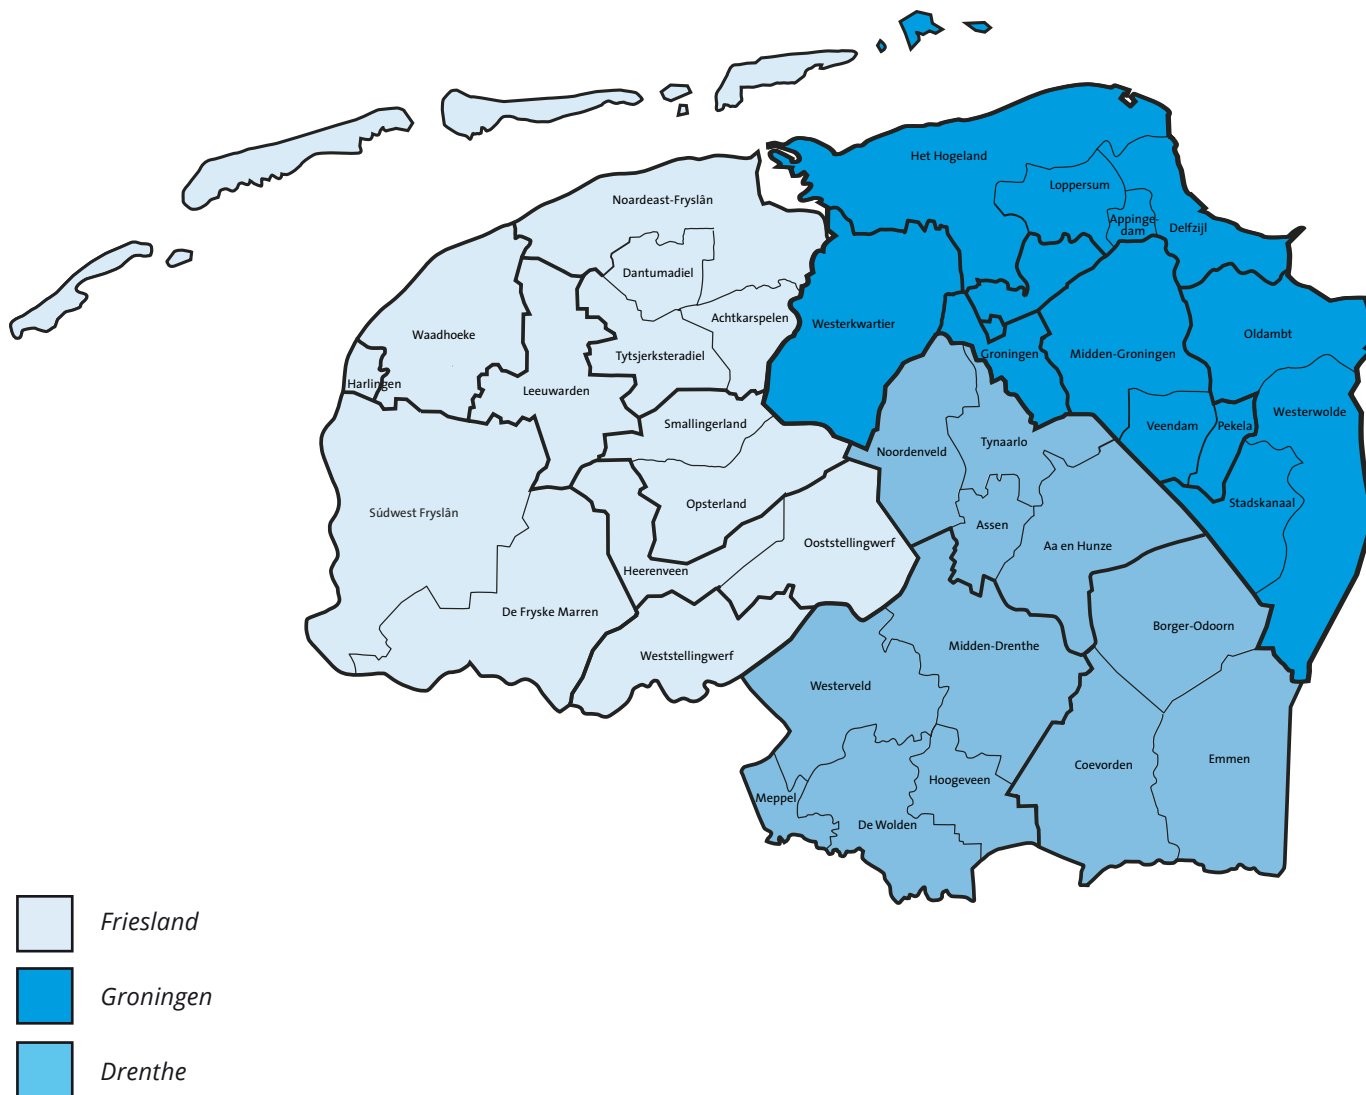 Het Hogeland
Loppersum
Noardeast-Fryslân
Appinge-
dam
Delfzijl
Dantumadiel
Achtkarspelen
Westerkwartier
Waadhoeke
Oldambt
Tytsjerksteradiel
Groningen
Midden-Groningen
Harlingen
Leeuwarden
Westerwolde
Smallingerland
Veendam
Pekela
Tynaarlo
Noordenveld
Opsterland
Stadskanaal
Súdwest Fryslân
Assen
Ooststellingwerf
Aa en Hunze
Heerenveen
De Fryske Marren
Borger-Odoorn
Midden-Drenthe
Weststellingwerf
Westerveld
Emmen
Coevorden
Hoogeveen
Meppel
De Wolden
Friesland
Groningen
Drenthe